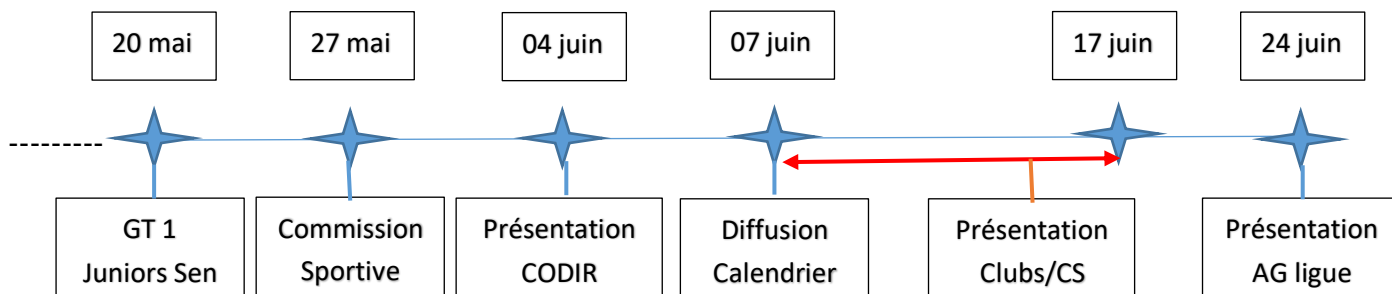 20 mai
27 mai
04 juin
07 juin
17 juin
24 juin
GT 1
Juniors Sen
Commission
Sportive
Présentation
CODIR
Diffusion
Calendrier
Présentation
Clubs/CS
Présentation
AG ligue